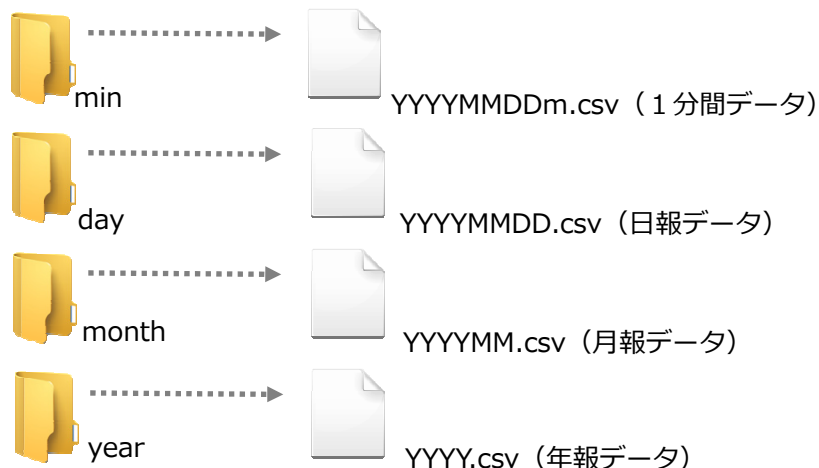 min
YYYYMMDDm.csv（１分間データ）
day
YYYYMMDD.csv（日報データ）
month
YYYYMM.csv（月報データ）
year
YYYY.csv（年報データ）